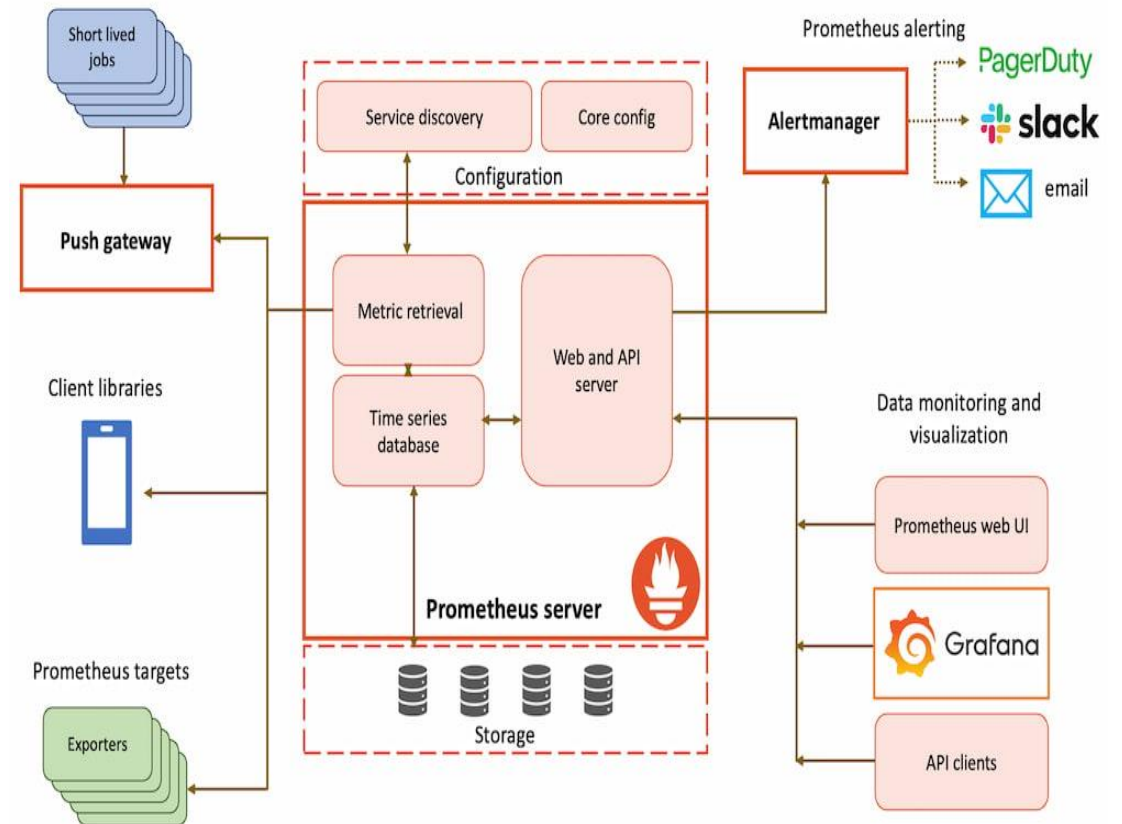 Short lived
jobs
Push gateway
Client libraries
Prometheus targets
Exporters
Service discovery
Core config
Configuration
Metric retrieval
Time series
database
Web and API
server
Prometheus server
Storage
Prometheus alerting
Alertmanager
PagerDuty
slack
email
Data monitoring and
visualization
Prometheus web UI
Grafana
API clients